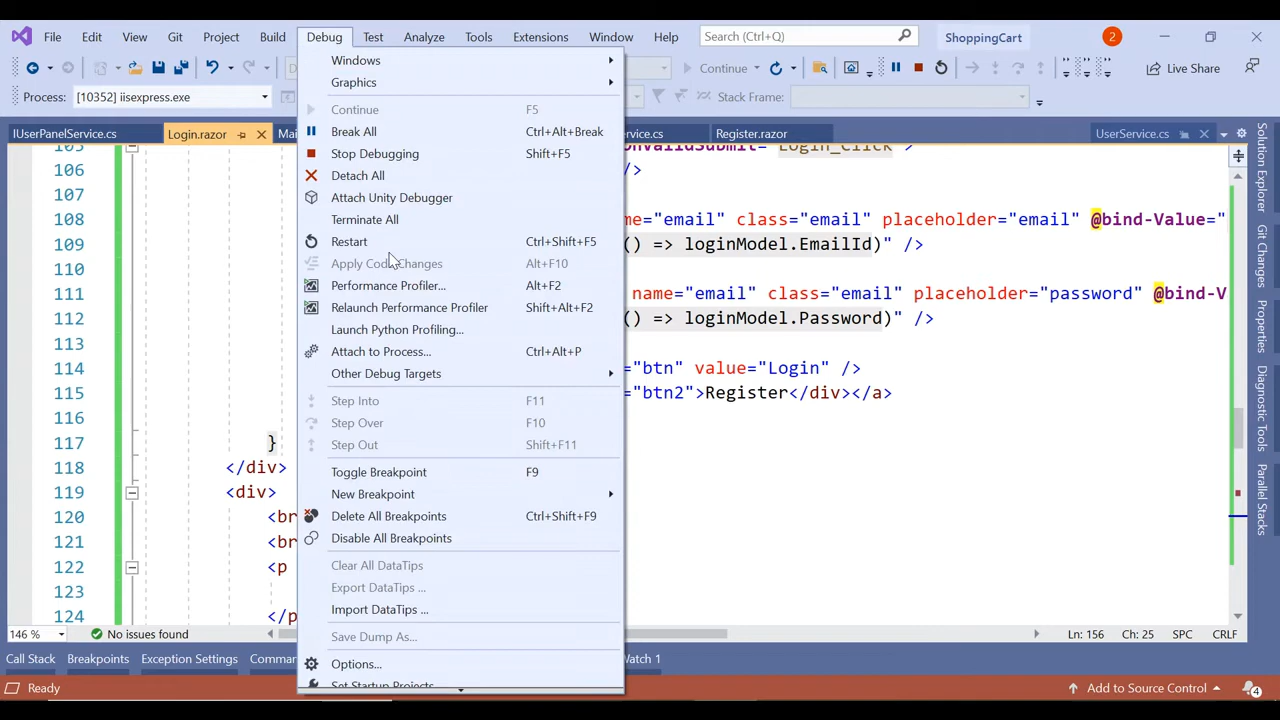 File Edit View Git Project Build Debug Test Analyze Tools Extensions Window Help Search (Ctrl+Q) ShoppingCart 2
Continue Live Share
Process: [10352] iisexpress.exe Stack Frame:
IUserPanelService.cs Login.razor Mai rvice.cs Register.razor UserService.cs
Windows
Graphics
Continue F5
Break All Ctrl+Alt+Break
Stop Debugging Shift+F5
Detach All
Attach Unity Debugger
Terminate All
Restart Ctrl+Shift+F5
Apply Code Changes Alt+F10
Performance Profiler... Alt+F2
Relaunch Performance Profiler Shift+Alt+F2
Launch Python Profiling...
Attach to Process... Ctrl+Alt+P
Other Debug Targets
Step Into F11
Step Over F10
Step Out Shift+F11
Toggle Breakpoint F9
New Breakpoint
Delete All Breakpoints Ctrl+Shift+F9
Disable All Breakpoints
Clear All DataTips
Export DataTips ...
Import DataTips ...
Save Dump As...
Options...
Set Startup Projects
105 OnValidSubmit="Login_Click">
106 />
107
108 me="email" class="email" placeholder="email" @bind-Value="
109 () => loginModel.EmailId)" />
110
111 name="email" class="email" placeholder="password" @bind-V
112 () => loginModel.Password)" />
113
114 ="btn" value="Login" />
115 ="btn2">Register</div></a>
116
117 }
118 </div>
119 <div>
120 <br
121 <br
122 <p
123
124 </p
Solution Explorer
Git Changes
Properties
Diagnostic Tools
Parallel Stacks
146 % No issues found Ln: 156 Ch: 25 SPC CRLF
Call Stack Breakpoints Exception Settings Comman Watch 1
Ready Add to Source Control 4